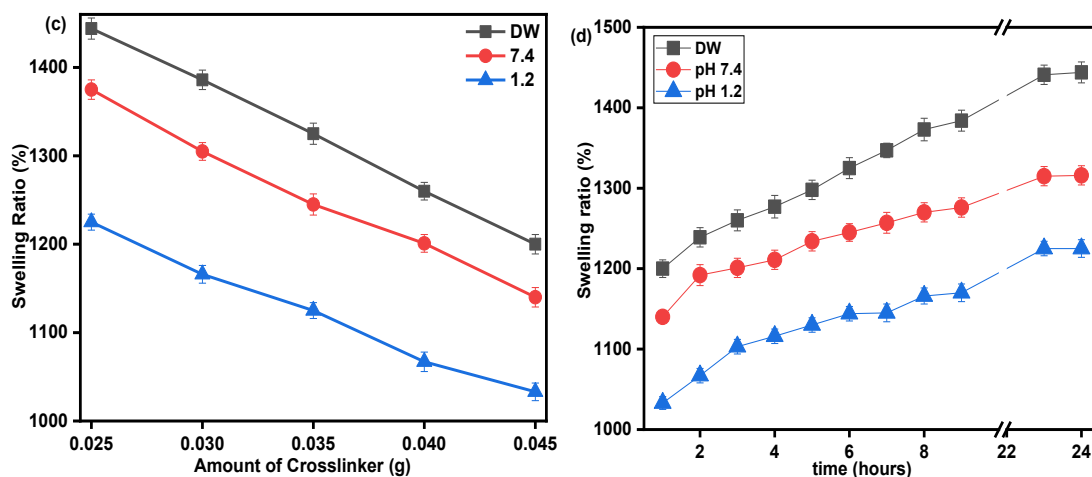 (c)
DW
7.4
1.2
1400
1300
1200
1100
1000
Swelling Ratio (%)
0.025 0.030 0.035 0.040 0.045
Amount of Crosslinker (g)
(d)
DW
pH 7.4
pH 1.2
1500
1400
1300
1200
1100
1000
Swelling ratio (%)
2 4 6 8 22 24
time (hours)